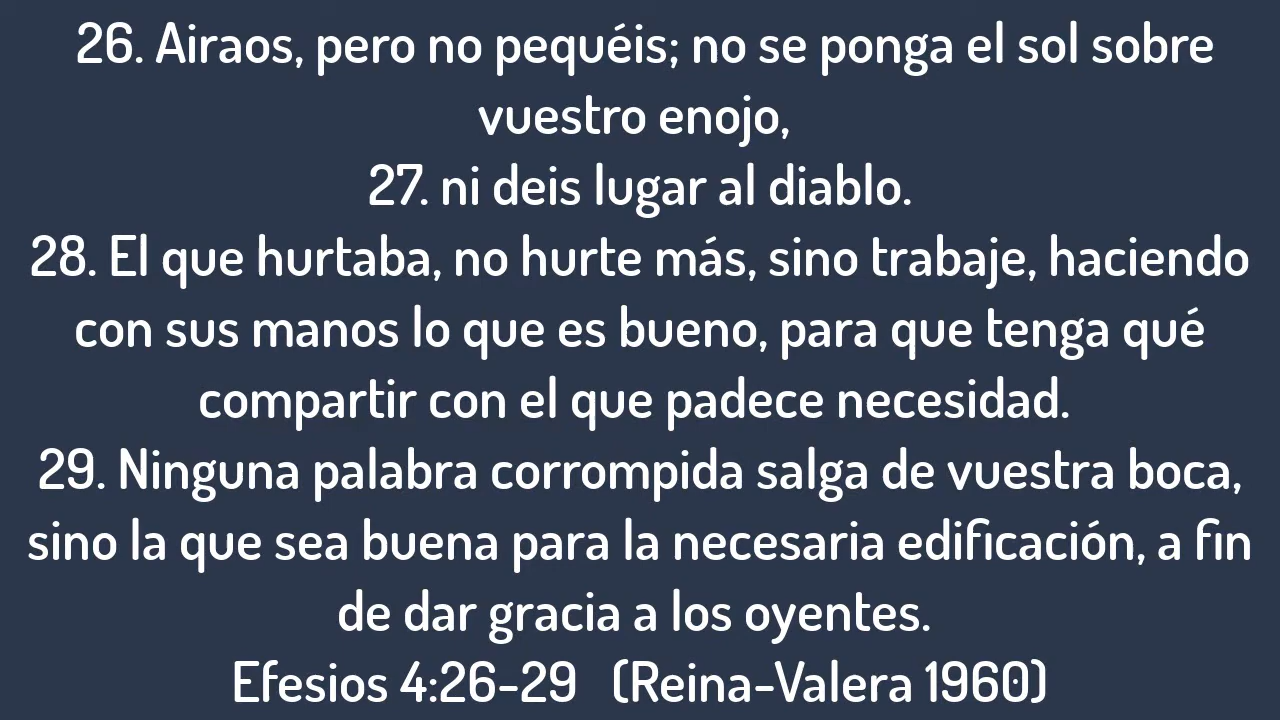 26. Airaos, pero no pequéis; no se ponga el sol sobre
vuestro enojo,
27. ni deis lugar al diablo.
28. El que hurtaba, no hurte más, sino trabaje, haciendo
con sus manos lo que es bueno, para que tenga qué
compartir con el que padece necesidad.
29. Ninguna palabra corrompida salga de vuestra boca,
sino la que sea buena para la necesaria edificación, a fin
de dar gracia a los oyentes.
Efesios 4:26-29 (Reina-Valera 1960)